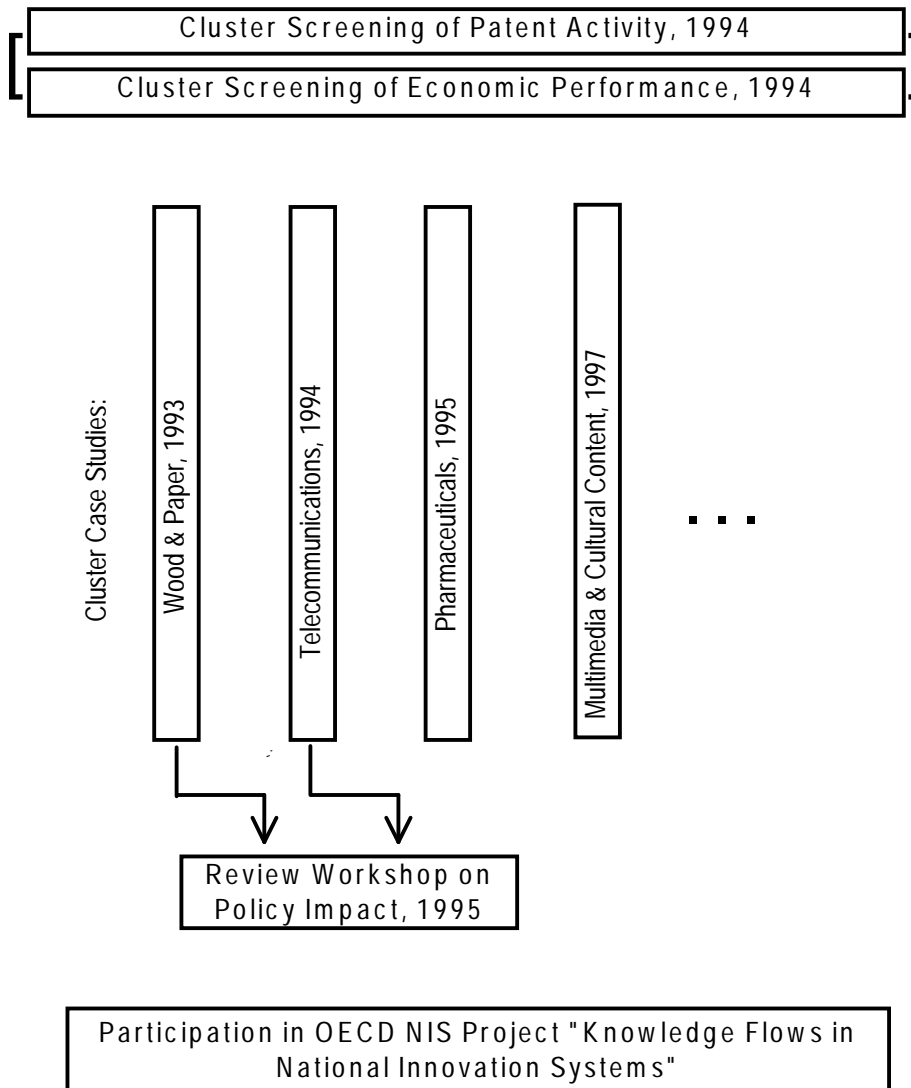 Cluster Screening of Patent Activity, 1994
Cluster Screening of Economic Performance, 1994
Cluster Case Studies:
Wood & Paper, 1993
Telecommunications, 1994
Pharmaceuticals, 1995
Multimedia & Cultural Content, 1997
...
Review Workshop on
Policy Impact, 1995
Participation in OECD NIS Project "Knowledge Flows in
National Innovation Systems"